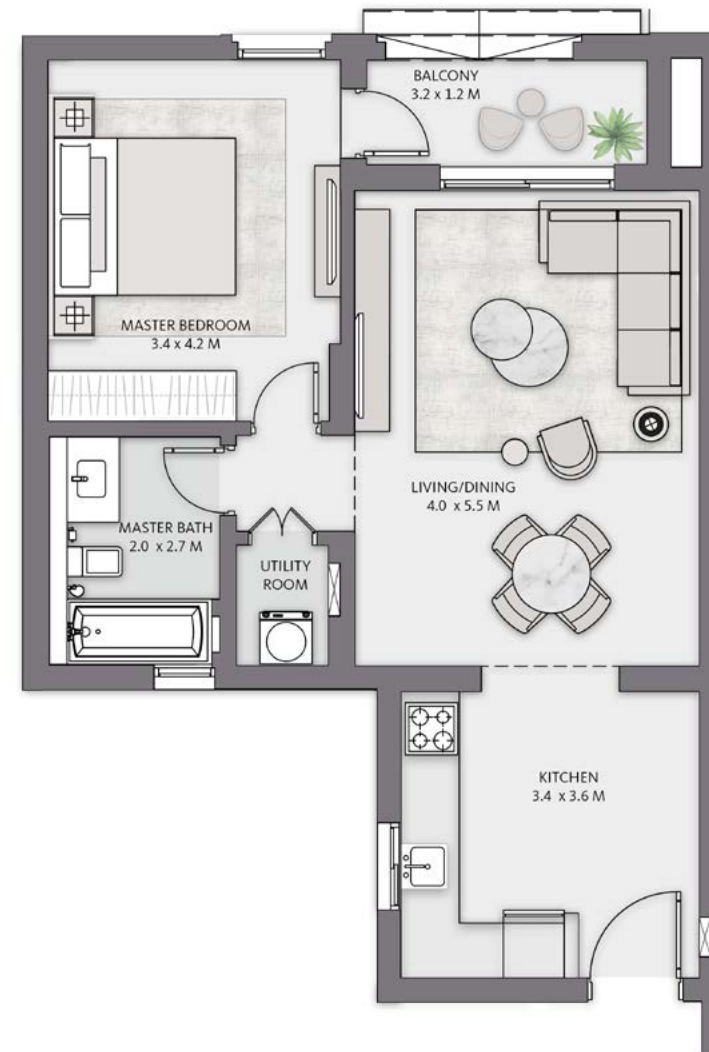 BALCONY
3.2 x 1.2 M
MASTER BEDROOM
3.4 x 4.2 M
LIVING/DINING
4.0 x 5.5 M
MASTER BATH
2.0 x 2.7 M
UTILITY
ROOM
KITCHEN
3.4 x 3.6 M